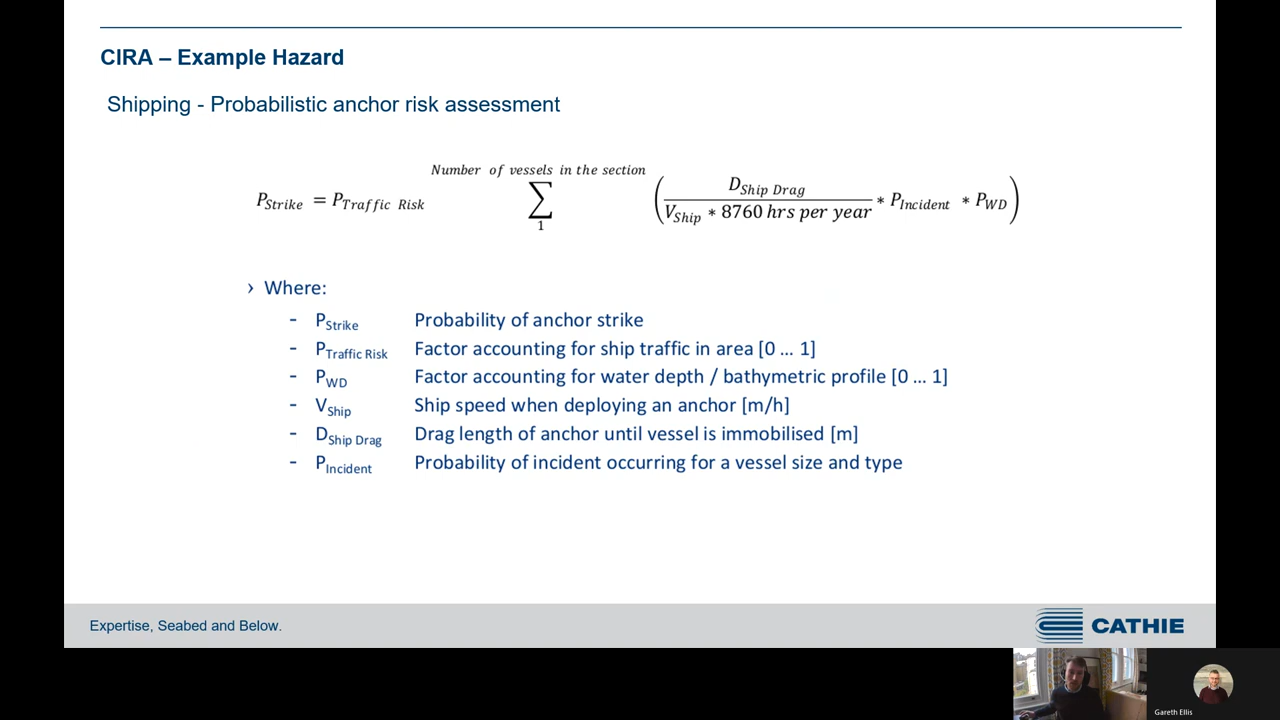 CIRA – Example Hazard
Shipping - Probabilistic anchor risk assessment
Number of vessels in the section
P_Strike = P_Traffic Risk ∑ ( D_Ship Drag / V_Ship * 8760 hrs per year * P_Incident * P_WD )
1
› Where:
- P_Strike Probability of anchor strike
- P_Traffic Risk Factor accounting for ship traffic in area [0 … 1]
- P_WD Factor accounting for water depth / bathymetric profile [0 … 1]
- V_Ship Ship speed when deploying an anchor [m/h]
- D_Ship Drag Drag length of anchor until vessel is immobilised [m]
- P_Incident Probability of incident occurring for a vessel size and type
Expertise, Seabed and Below.
CATHIE
Gareth Ellis